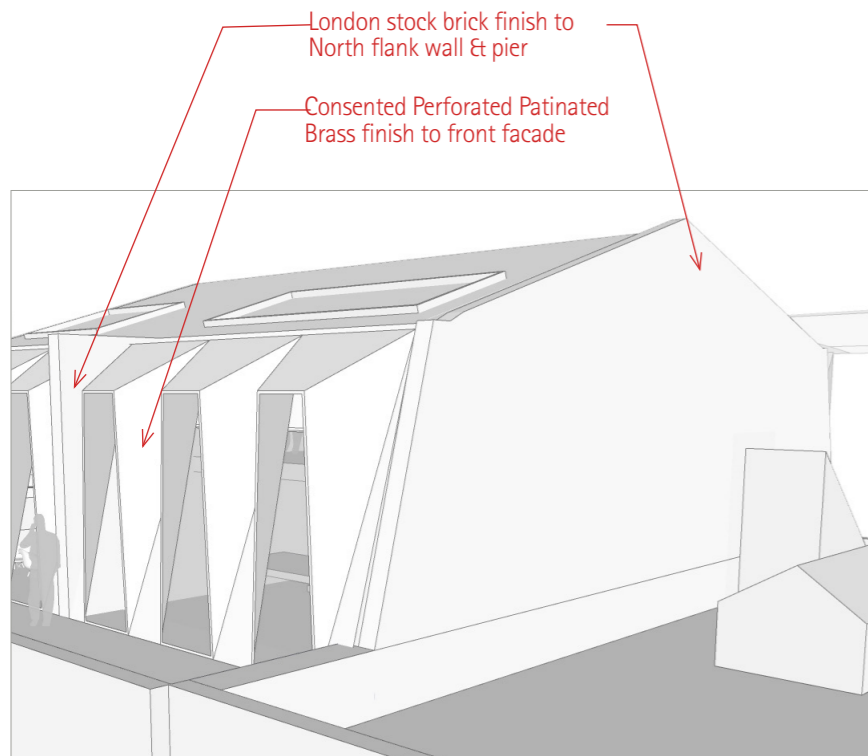 London stock brick finish to
North flank wall & pier
Consented Perforated Patinated
Brass finish to front facade